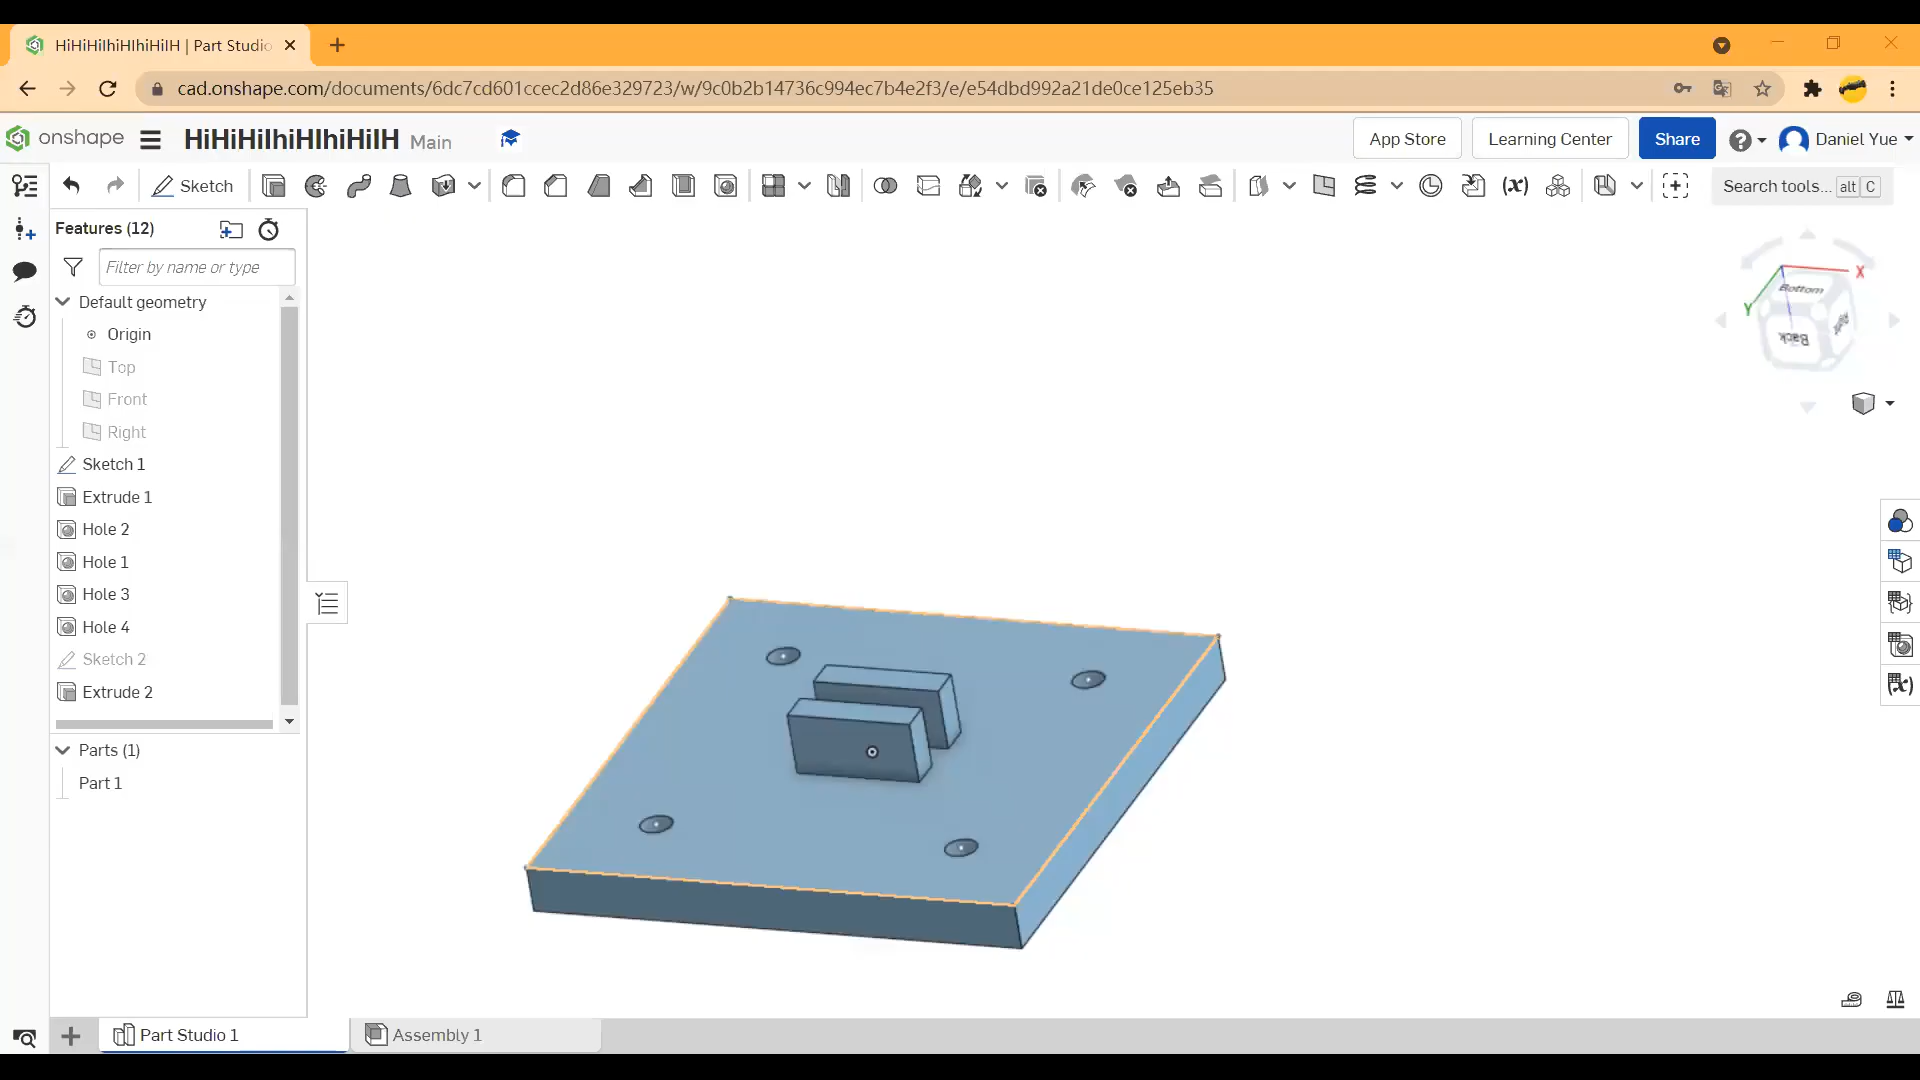 HiHiHiIhiHIhiHiIH | Part Studio
cad.onshape.com/documents/6dc7cd601ccec2d86e329723/w/9c0b2b14736c994ec7b4e2f3/e/e54dbd992a21de0ce125eb35
onshape
HiHiHiIhiHIhiHiIH Main
App Store
Learning Center
Share
Daniel Yue
Sketch
Search tools... alt C
Features (12)
Filter by name or type
Default geometry
Origin
Top
Front
Right
Sketch 1
Extrude 1
Hole 2
Hole 1
Hole 3
Hole 4
Sketch 2
Extrude 2
Parts (1)
Part 1
X
Y
Bottom
Back
Part Studio 1
Assembly 1